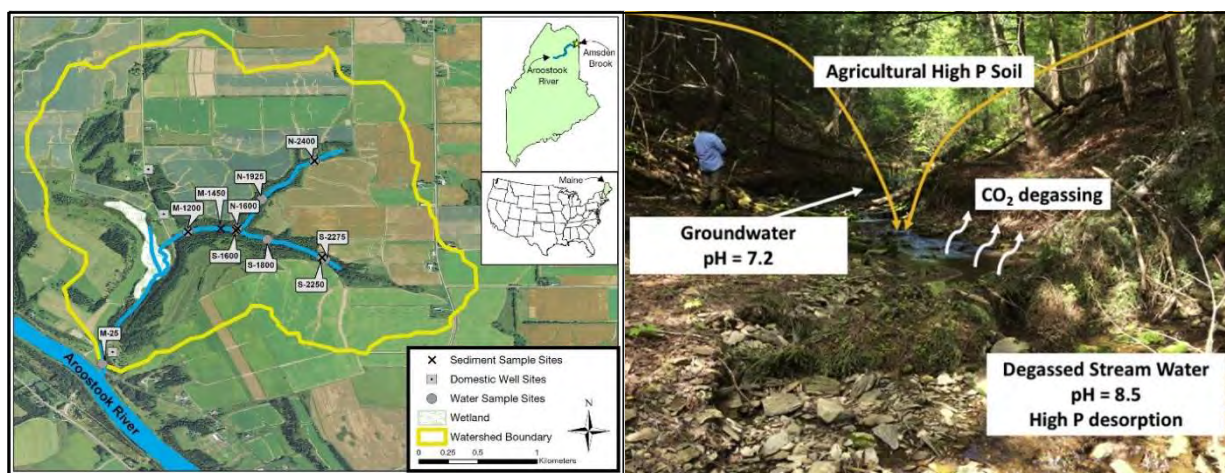 Aroostook
River
Amsden
Brook
Maine
N-2400
N-1925
M-1450
N-1600
M-1200
S-1600
S-1800
S-2275
S-2250
M-25
Aroostook River
Sediment Sample Sites
Domestic Well Sites
Water Sample Sites
Wetland
Watershed Boundary
0 0.25 0.5 1
Kilometers
N
Agricultural High P Soil
CO₂ degassing
Groundwater
pH = 7.2
Degassed Stream Water
pH = 8.5
High P desorption